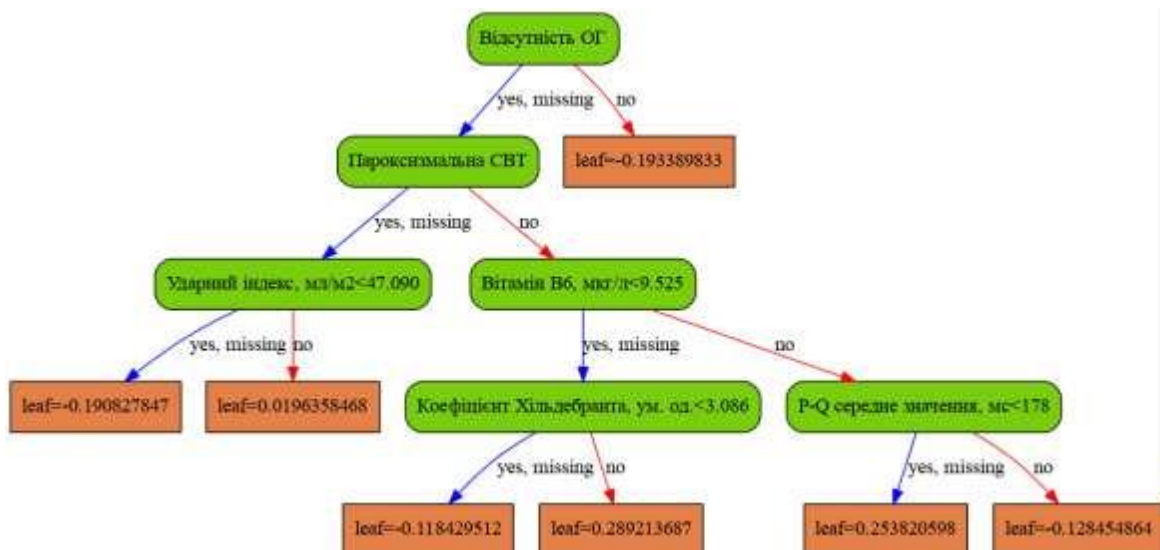 Відсутність ОГ
yes, missing
no
Пароксизмальна СВТ
leaf=-0.193389833
yes, missing
no
Ударний індекс, мл/м2<47.090
Вітамін В6, мкг/л<9.525
yes, missing
no
yes, missing
no
leaf=-0.190827847
leaf=0.0196358468
Коефіцієнт Хільдебранта, ум. од.<3.086
P-Q середнє значення, мс<178
yes, missing
no
yes, missing
no
leaf=-0.118429512
leaf=0.289213687
leaf=0.253820598
leaf=-0.128454864